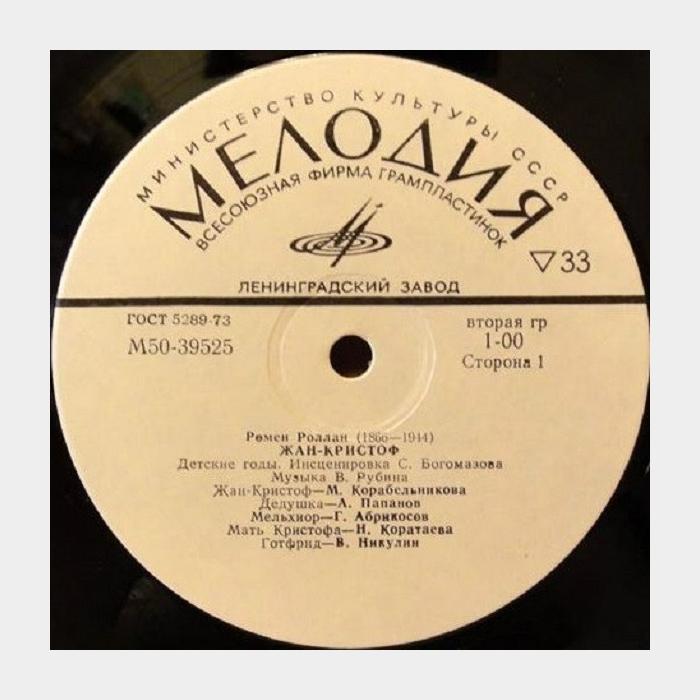 МИНИСТЕРСТВО КУЛЬТУРЫ СССР
МЕЛОДИЯ
ВСЕСОЮЗНАЯ ФИРМА ГРАМПЛАСТИНОК
▽33
ЛЕНИНГРАДСКИЙ ЗАВОД
ГОСТ 5289-73
М50-39525
вторая гр
1-00
Сторона 1
Ромен Роллан (1866—1944)
ЖАН-КРИСТОФ
Детские годы. Инсценировка С. Богомазова
Музыка В. Рубина
Жан-Кристоф—М. Корабельникова
Дедушка—А. Папанов
Мельхиор—Г. Абрикосов
Мать Кристофа—Н. Коратаева
Готфрид—В. Никулин